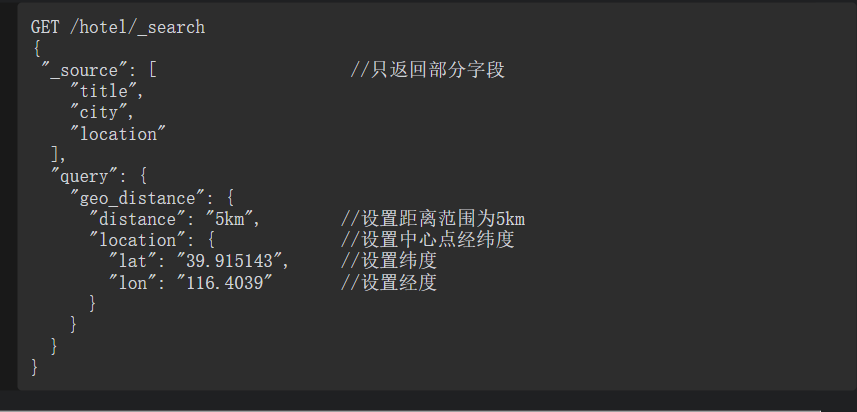 GET /hotel/_search
{
"_source": [ //只返回部分字段
"title",
"city",
"location"
],
"query": {
"geo_distance": {
"distance": "5km", //设置距离范围为5km
"location": { //设置中心点经纬度
"lat": "39.915143", //设置纬度
"lon": "116.4039" //设置经度
}
}
}
}